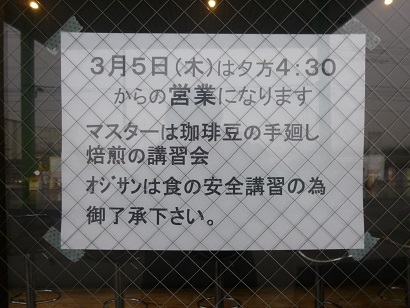 3月5日(木)は夕方4:30
からの営業になります
マスターは珈琲豆の手廻し
焙煎の講習会
ｵｼﾞｻﾝは食の安全講習の為
御了承下さい。